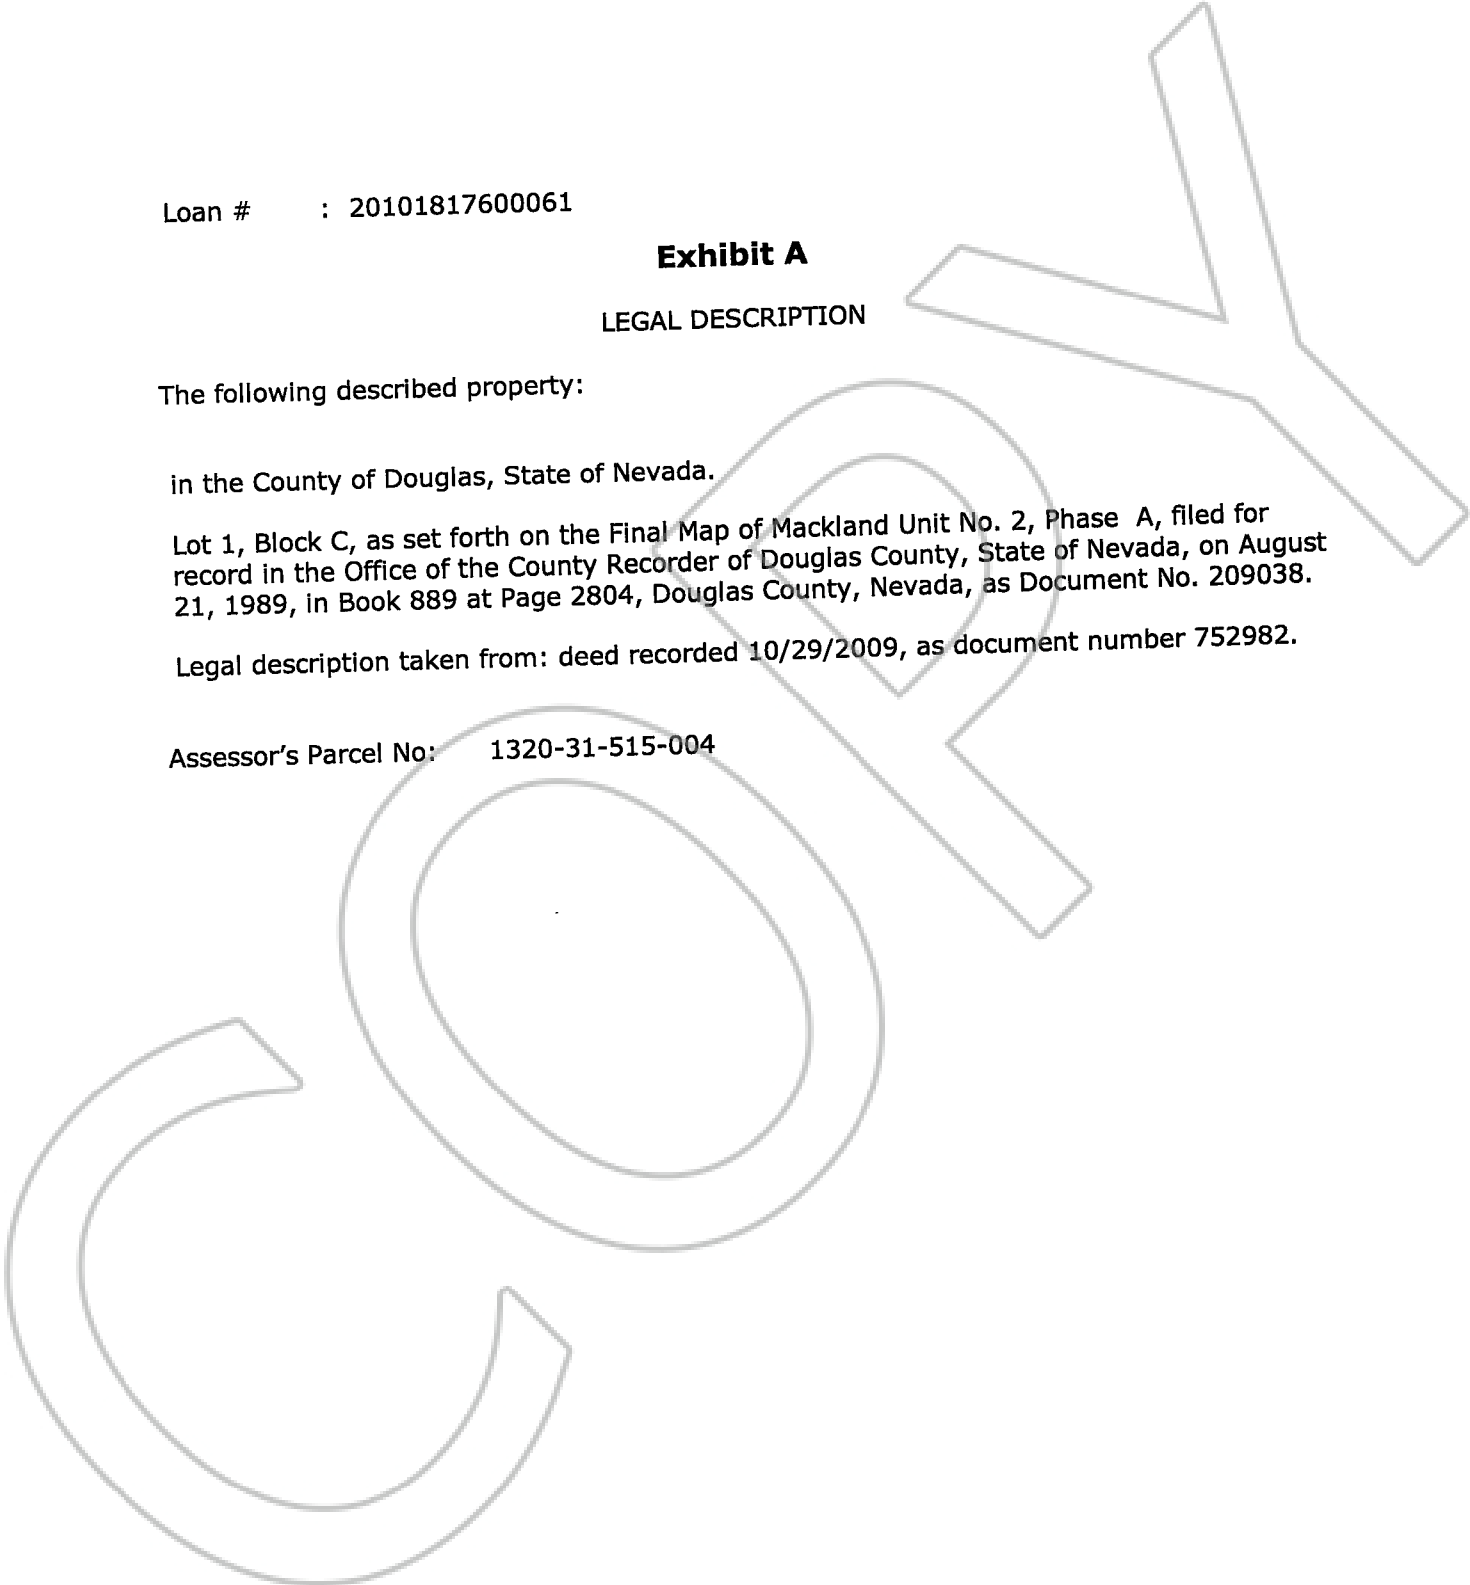 Loan # : 20101817600061
Exhibit A
LEGAL DESCRIPTION
The following described property:
in the County of Douglas, State of Nevada.
Lot 1, Block C, as set forth on the Final Map of Mackland Unit No. 2, Phase A, filed for
record in the Office of the County Recorder of Douglas County, State of Nevada, on August
21, 1989, in Book 889 at Page 2804, Douglas County, Nevada, as Document No. 209038.
Legal description taken from: deed recorded 10/29/2009, as document number 752982.
Assessor's Parcel No: 1320-31-515-004
COPY